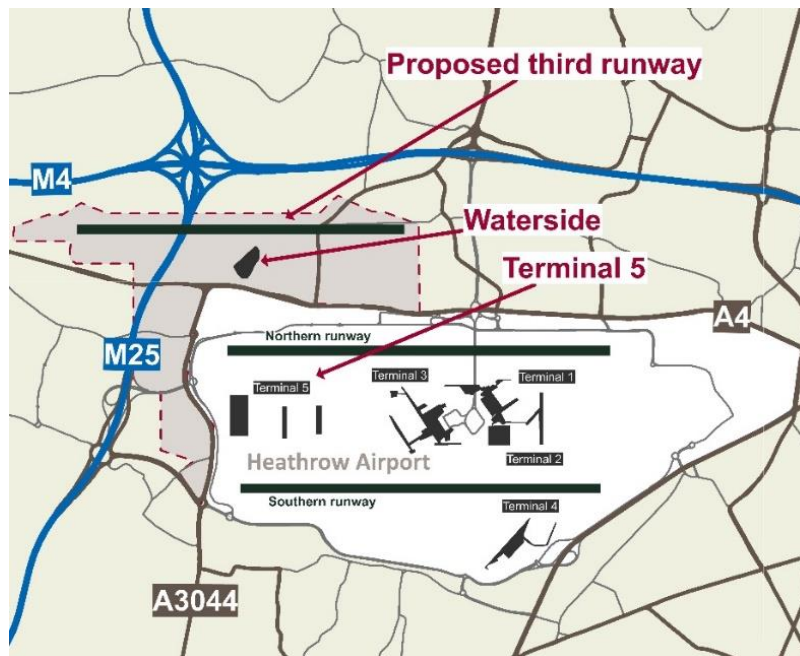 Proposed third runway
M4
Waterside
Terminal 5
A4
Northern runway
M25
Terminal 5
Terminal 3
Terminal 1
Heathrow Airport
Terminal 2
Southern runway
Terminal 4
A3044